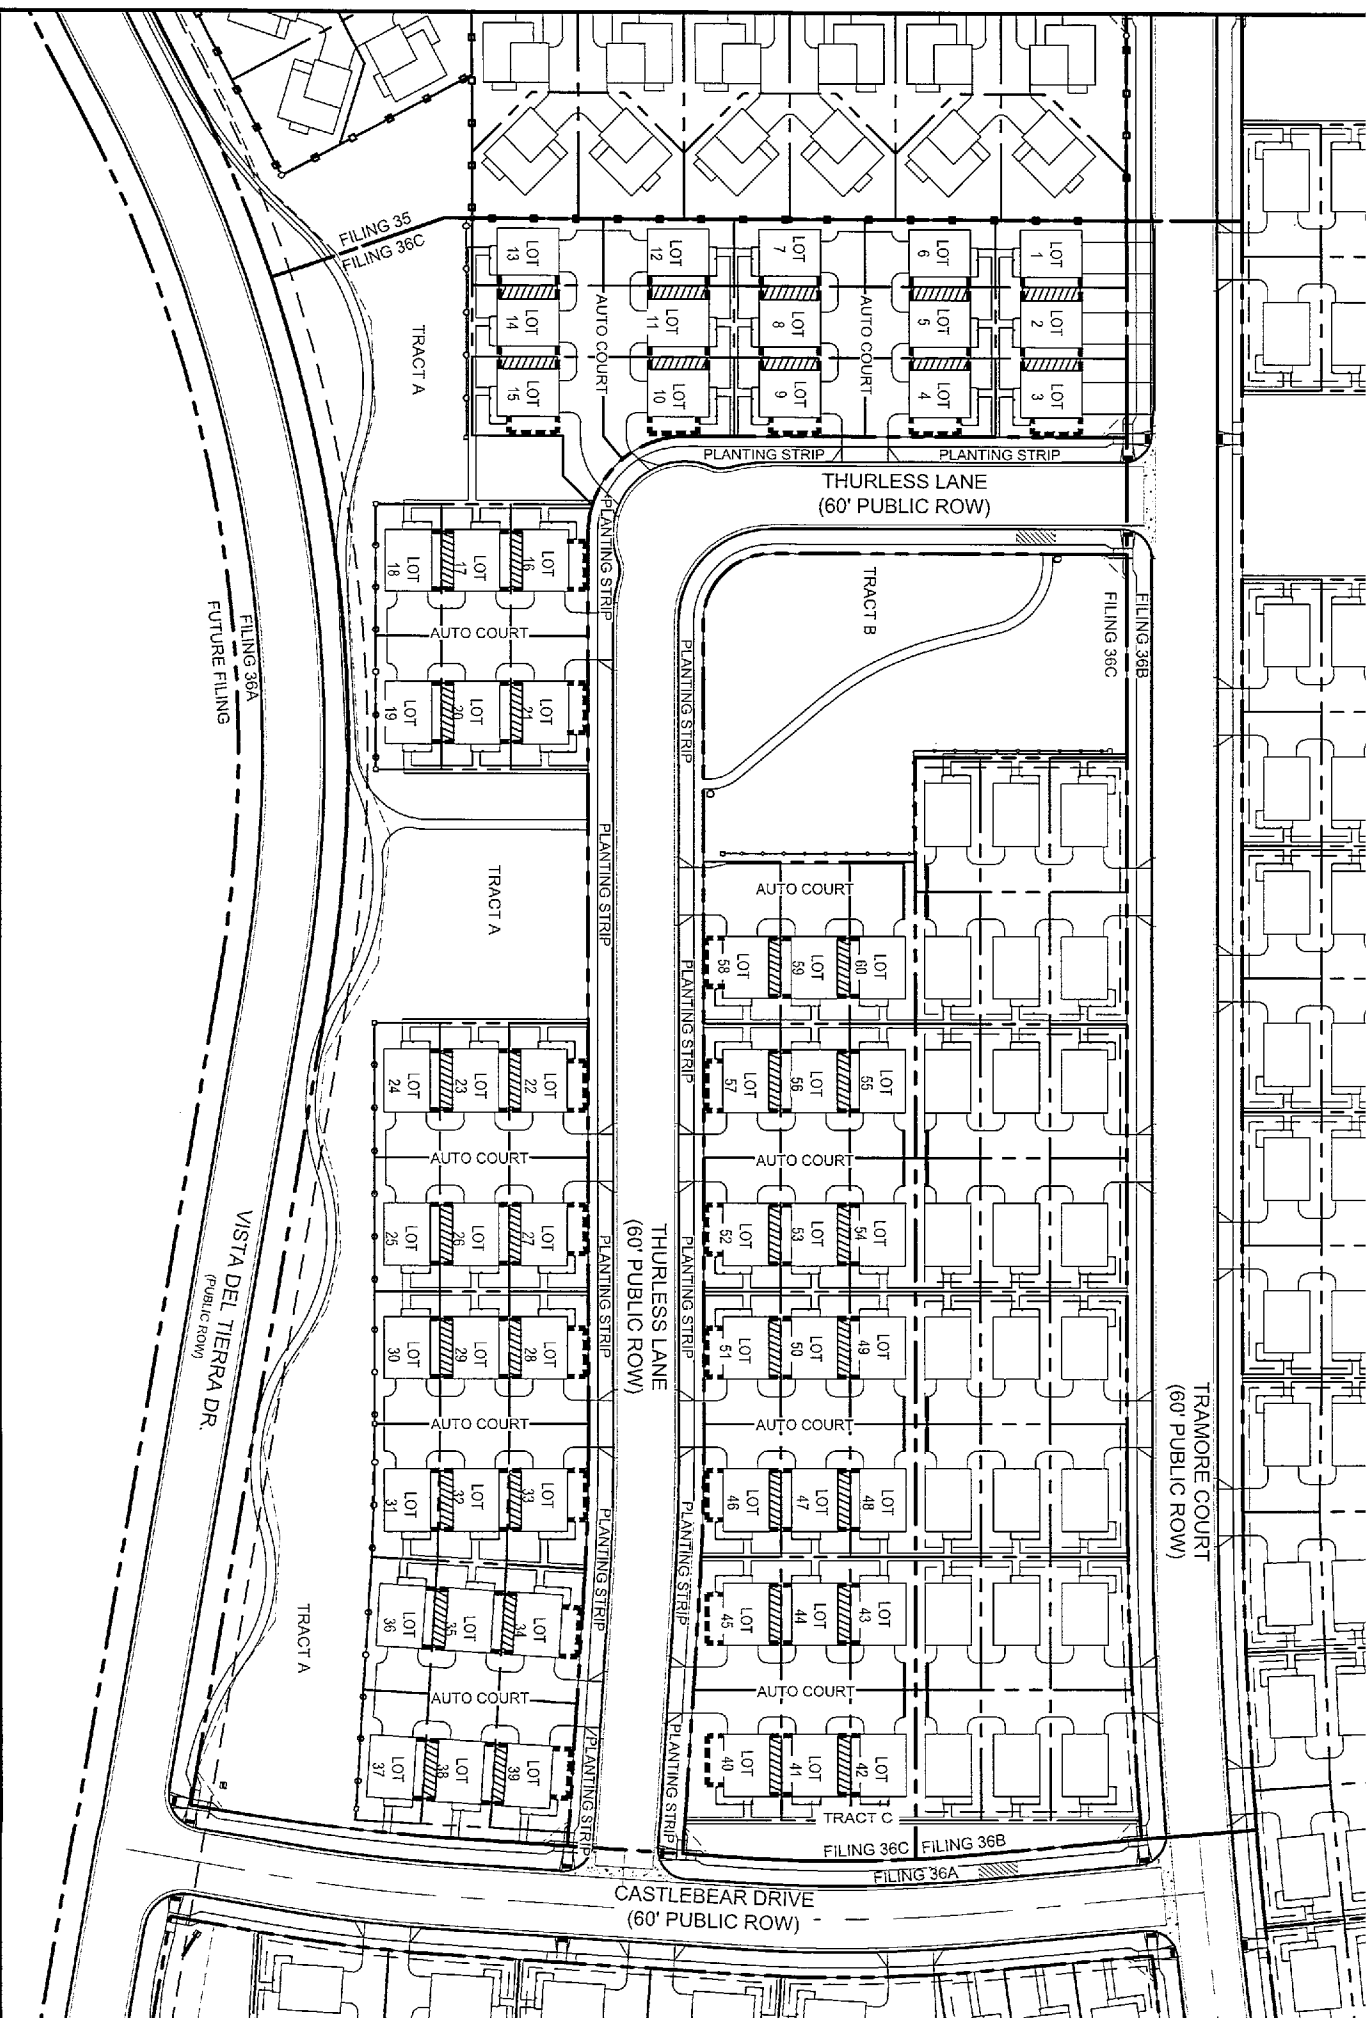 FILING 35
FILING 36C
LOT
13
LOT
12
LOT
7
LOT
6
LOT
1
LOT
14
LOT
11
LOT
8
LOT
5
LOT
2
LOT
15
LOT
10
LOT
9
LOT
4
LOT
3
AUTO COURT
AUTO COURT
TRACT A
PLANTING STRIP
PLANTING STRIP
THURLESS LANE
(60' PUBLIC ROW)
PLANTING STRIP
LOT
18
LOT
17
LOT
16
AUTO COURT
LOT
19
LOT
20
LOT
21
TRACT B
FILING 36B
FILING 36C
FILING 36A
FUTURE FILING
PLANTING STRIP
PLANTING STRIP
TRACT A
AUTO COURT
LOT
58
LOT
59
LOT
60
PLANTING STRIP
LOT
24
LOT
23
LOT
22
LOT
57
LOT
56
LOT
55
AUTO COURT
AUTO COURT
LOT
25
LOT
26
LOT
27
LOT
52
LOT
53
LOT
54
VISTA DEL TIERRA DR.
(PUBLIC ROW)
PLANTING STRIP
THURLESS LANE
(60' PUBLIC ROW)
PLANTING STRIP
LOT
30
LOT
29
LOT
28
LOT
51
LOT
50
LOT
49
AUTO COURT
AUTO COURT
TRAMORE COURT
(60' PUBLIC ROW)
LOT
31
LOT
32
LOT
33
LOT
46
LOT
47
LOT
48
PLANTING STRIP
PLANTING STRIP
LOT
36
LOT
35
LOT
34
LOT
45
LOT
44
LOT
43
TRACT A
AUTO COURT
AUTO COURT
LOT
37
LOT
38
LOT
39
PLANTING STRIP
PLANTING STRIP
LOT
40
LOT
41
LOT
42
TRACT C
FILING 36C
FILING 36B
FILING 36A
CASTLEBEAR DRIVE
(60' PUBLIC ROW)